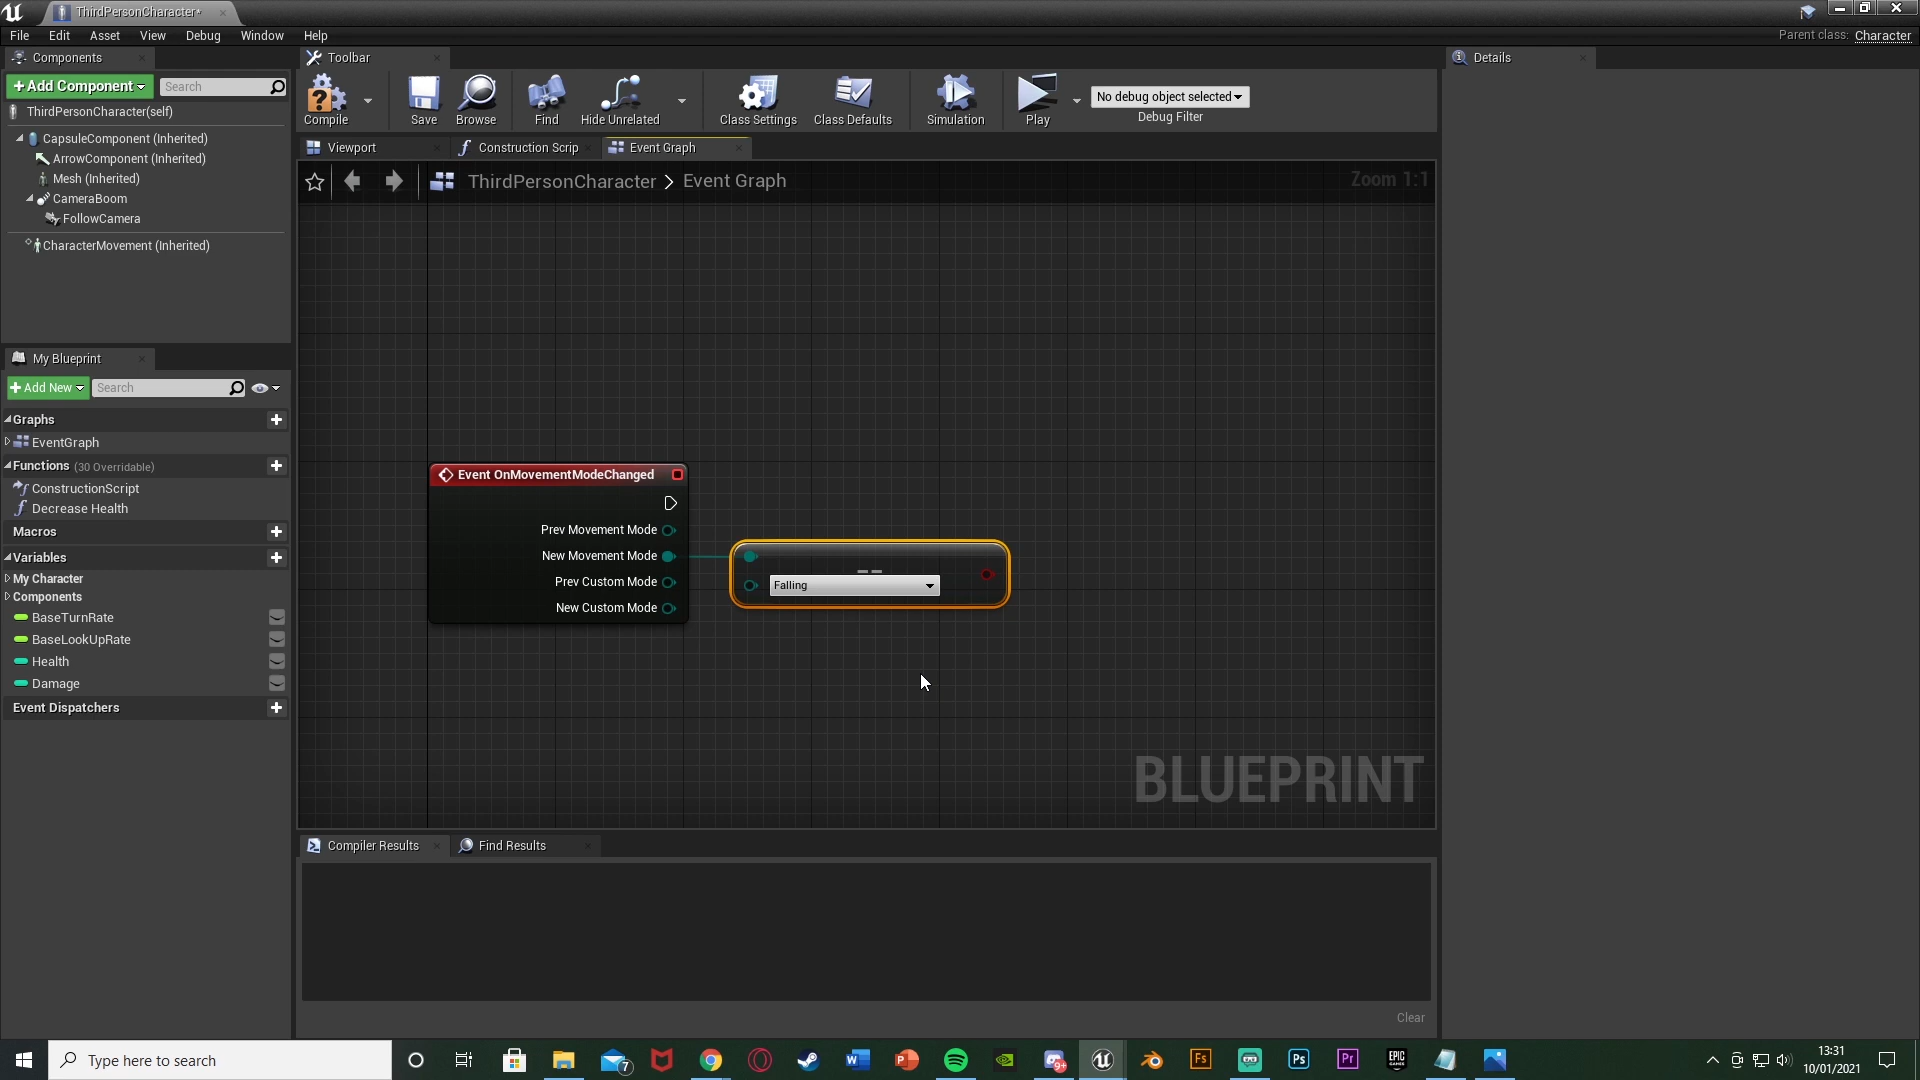 ThirdPersonCharacter*
File Edit Asset View Debug Window Help
Parent class: Character
Components
Toolbar
Details
+Add Component
Search
ThirdPersonCharacter(self)
CapsuleComponent (Inherited)
ArrowComponent (Inherited)
Mesh (Inherited)
CameraBoom
FollowCamera
CharacterMovement (Inherited)
Compile
Save
Browse
Find
Hide Unrelated
Class Settings
Class Defaults
Simulation
Play
No debug object selected
Debug Filter
Viewport
Construction Scrip
Event Graph
ThirdPersonCharacter > Event Graph
Zoom 1:1
My Blueprint
+Add New
Search
Graphs
EventGraph
Functions (30 Overridable)
ConstructionScript
Decrease Health
Macros
Variables
My Character
Components
BaseTurnRate
BaseLookUpRate
Health
Damage
Event Dispatchers
Event OnMovementModeChanged
Prev Movement Mode
New Movement Mode
Prev Custom Mode
New Custom Mode
==
Falling
BLUEPRINT
Compiler Results
Find Results
Clear
Type here to search
7
9+
13:31
10/01/2021